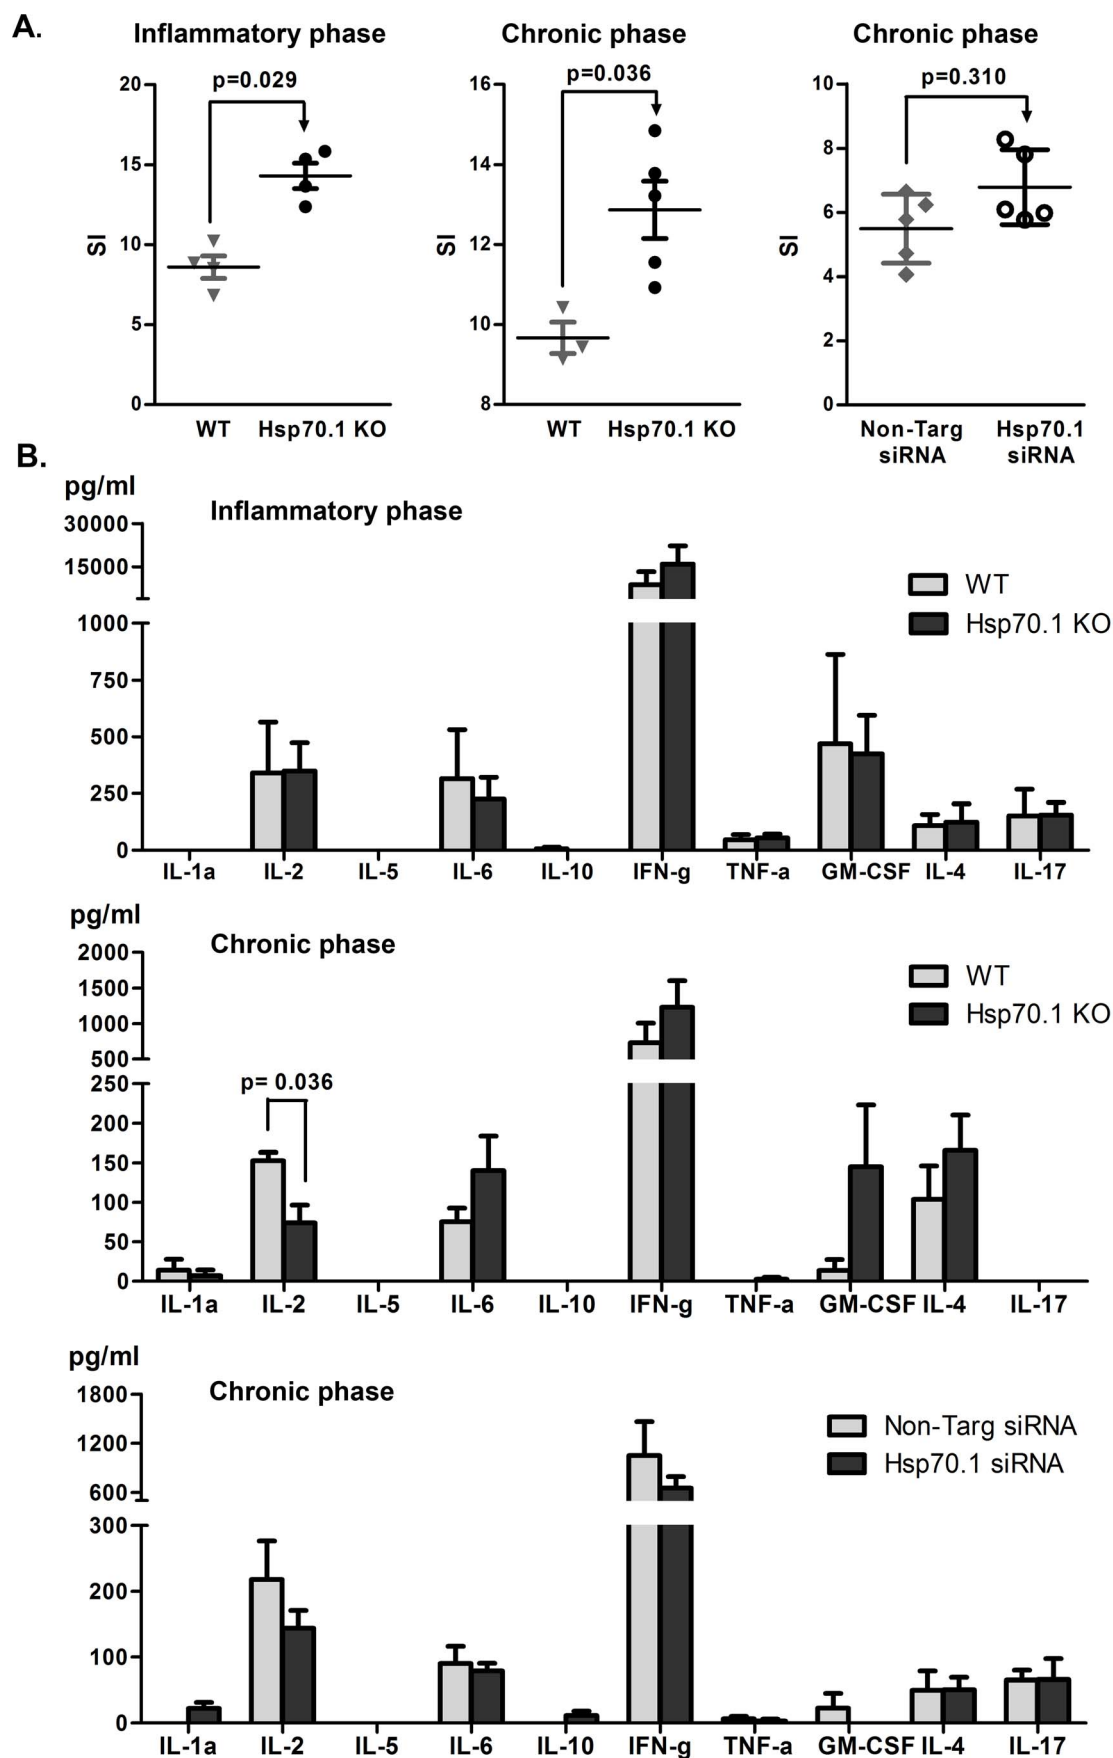 A.
Inflammatory phase
Chronic phase
Chronic phase
p=0.029
p=0.036
p=0.310
20
15
10
5
0
SI
WT
Hsp70.1 KO
16
14
12
10
8
SI
WT
Hsp70.1 KO
10
8
6
4
2
0
SI
Non-Targ
siRNA
Hsp70.1
siRNA
B.
pg/ml
Inflammatory phase
30000
15000
1000
750
500
250
0
WT
Hsp70.1 KO
IL-1a IL-2 IL-5 IL-6 IL-10 IFN-g TNF-a GM-CSF IL-4 IL-17
pg/ml
Chronic phase
2000
1500
1000
500
250
200
150
100
50
0
p= 0.036
WT
Hsp70.1 KO
IL-1a IL-2 IL-5 IL-6 IL-10 IFN-g TNF-a GM-CSF IL-4 IL-17
pg/ml
Chronic phase
1800
1200
600
300
200
100
0
Non-Targ siRNA
Hsp70.1 siRNA
IL-1a IL-2 IL-5 IL-6 IL-10 IFN-g TNF-a GM-CSF IL-4 IL-17